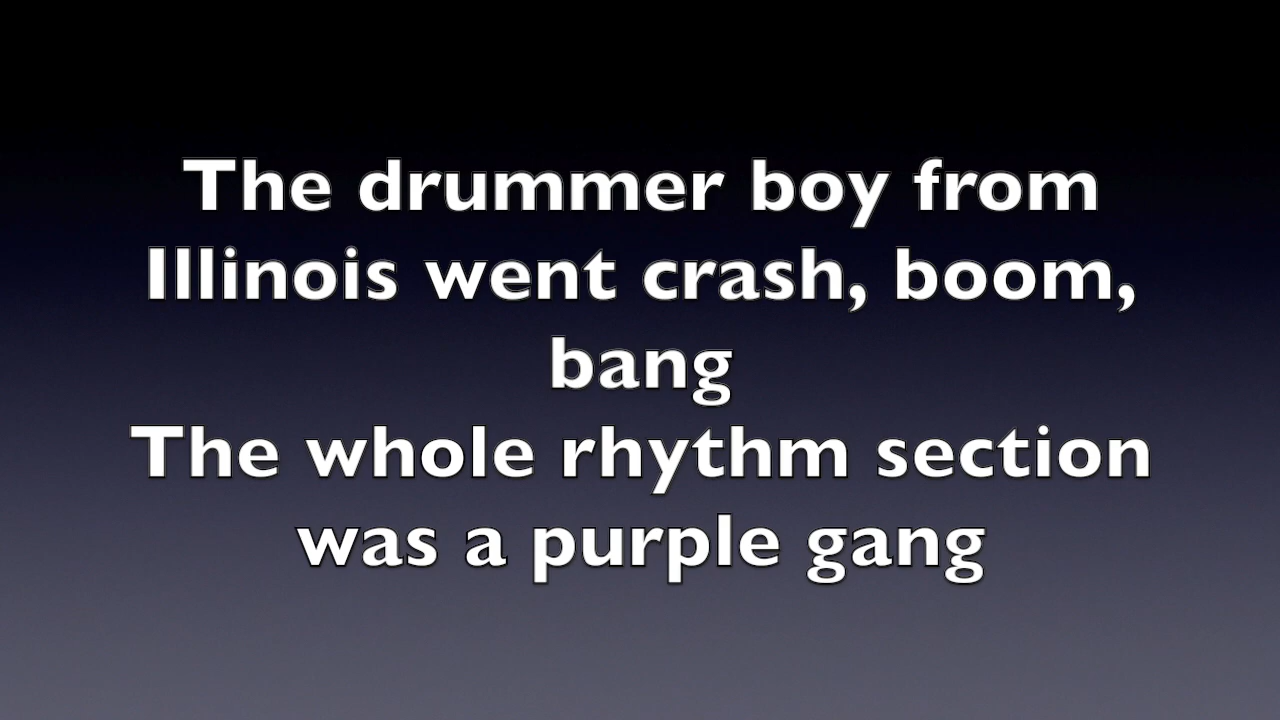 The drummer boy from
Illinois went crash, boom,
bang
The whole rhythm section
was a purple gang